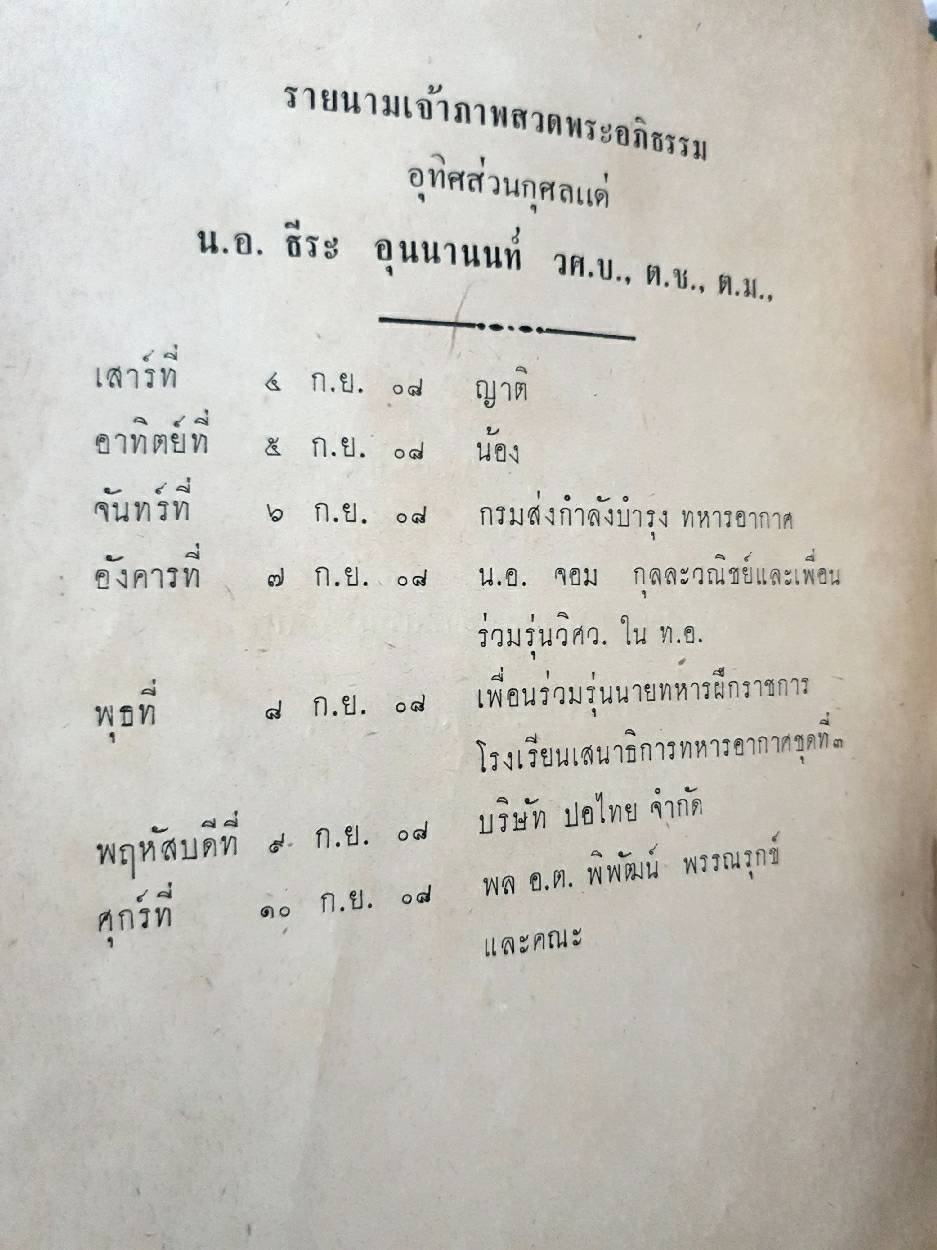 รายนามเจ้าภาพสวดพระอภิธรรม
อุทิศส่วนกุศลแด่
น.อ. ธีระ อุนนานนท์ วศ.บ., ต.ช., ต.ม.,
เสาร์ที่ ๔ ก.ย. ๐๘ ญาติ
อาทิตย์ที่ ๕ ก.ย. ๐๘ น้อง
จันทร์ที่ ๖ ก.ย. ๐๘ กรมส่งกำลังบำรุง ทหารอากาศ
อังคารที่ ๗ ก.ย. ๐๘ น.อ. จอม กุลละวณิชย์และเพื่อน
ร่วมรุ่นวิศว. ใน ท.อ.
พุธที่ ๘ ก.ย. ๐๘ เพื่อนร่วมรุ่นนายทหารฝึกราชการ
โรงเรียนเสนาธิการทหารอากาศชุดที่ ๓
พฤหัสบดีที่ ๙ ก.ย. ๐๘ บริษัท ปอไทย จำกัด
ศุกร์ที่ ๑๐ ก.ย. ๐๘ พล อ.ต. พิพัฒน์ พรรณรุกข์
และคณะ